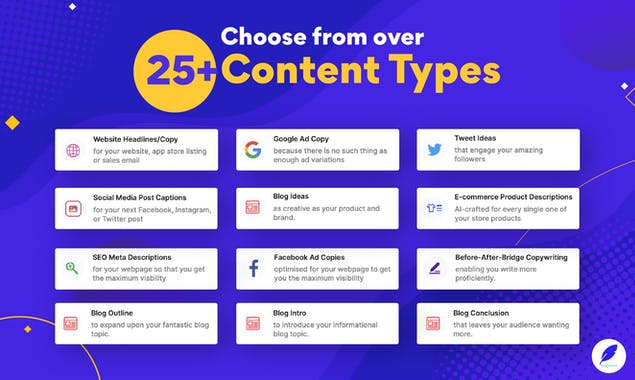 Choose from over
25+ Content Types
Website Headlines/Copy
for your website, app store listing
or sales email
Google Ad Copy
because there is no such thing as
enough ad variations
Tweet Ideas
that engage your amazing
followers
Social Media Post Captions
for your next Facebook, Instagram,
or Twitter post
Blog Ideas
as creative as your product and
brand.
E-commerce Product Descriptions
AI-crafted for every single one of
your store products
SEO Meta Descriptions
for your webpage so that you get
the maximum visbility
Facebook Ad Copies
optimised for your webpage to get
you the maximum visibility
Before-After-Bridge Copywriting
enabling you write more
proficiently.
Blog Outline
to expand upon your fantastic blog
topic.
Blog Intro
to introduce your informational
blog topic.
Blog Conclusion
that leaves your audience wanting
more.